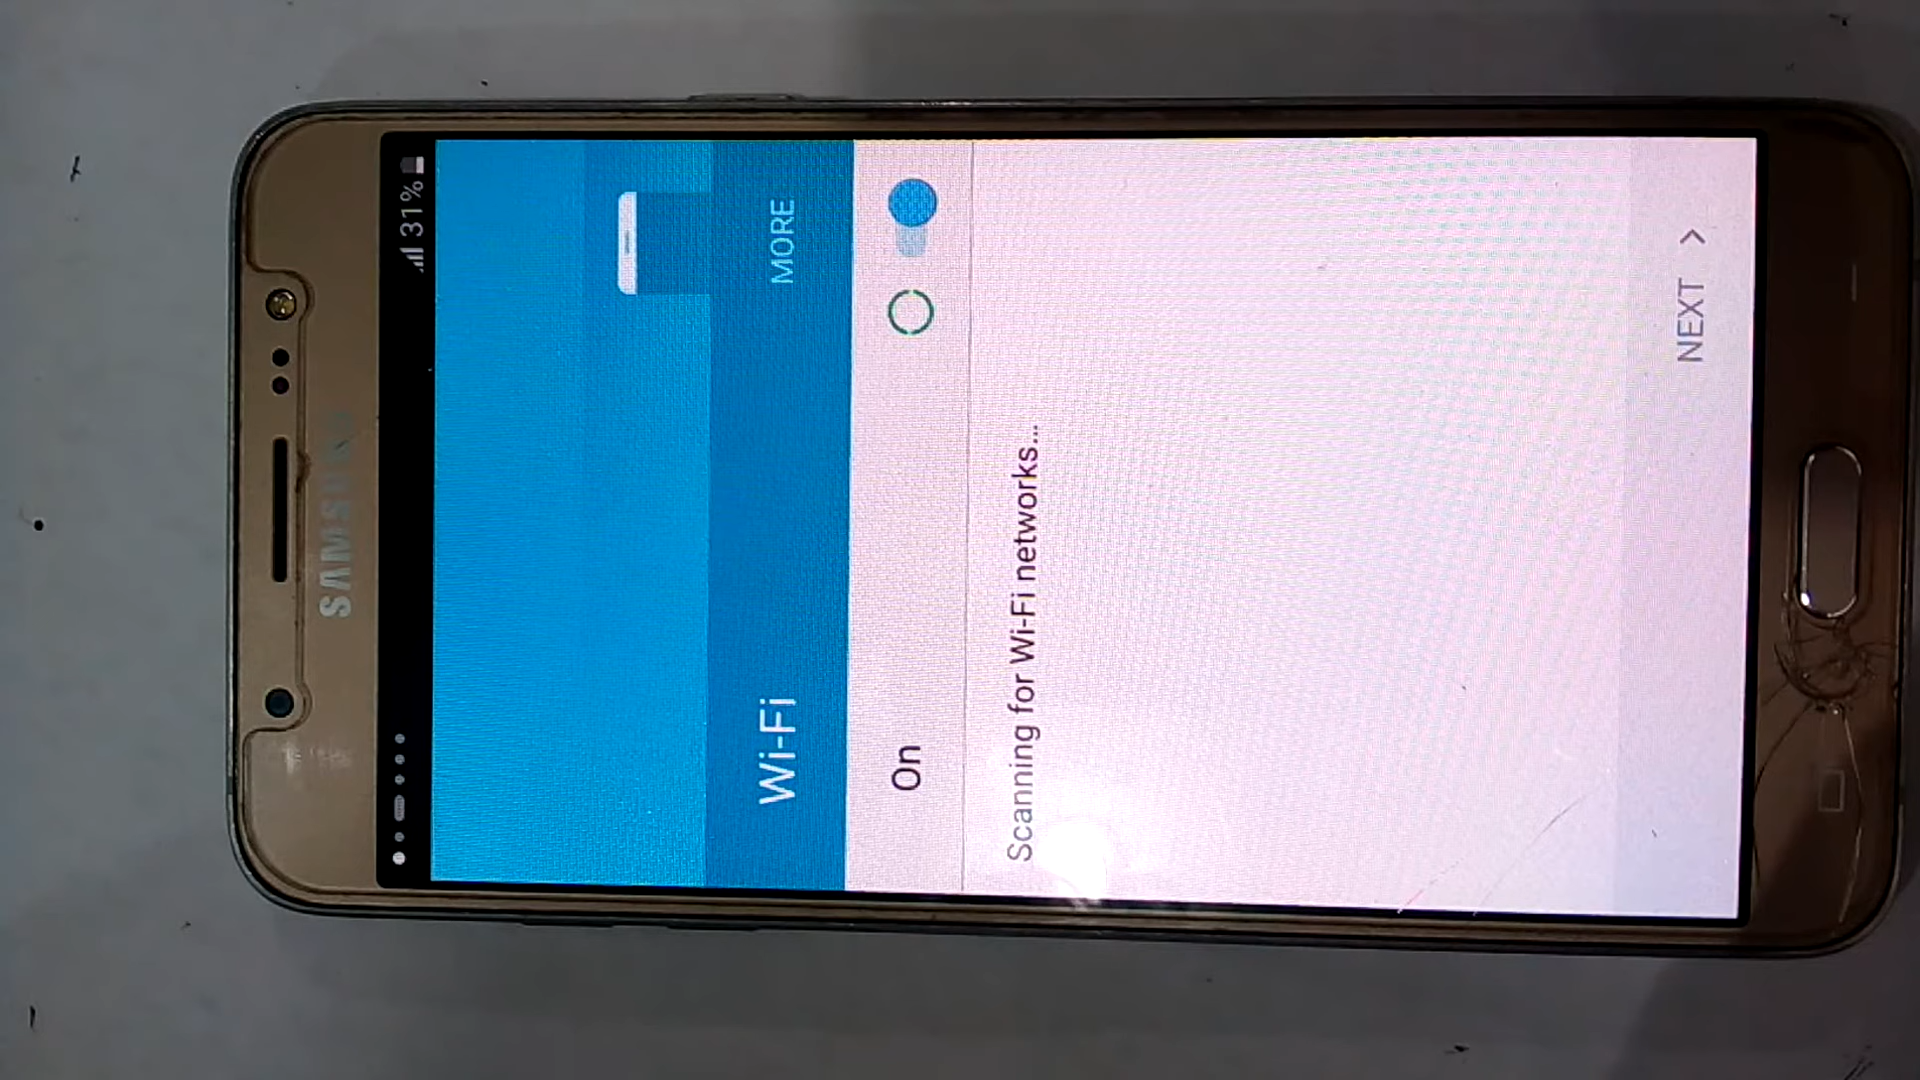 SAMSUNG
31%
Wi-Fi
MORE
On
Scanning for Wi-Fi networks...
NEXT >